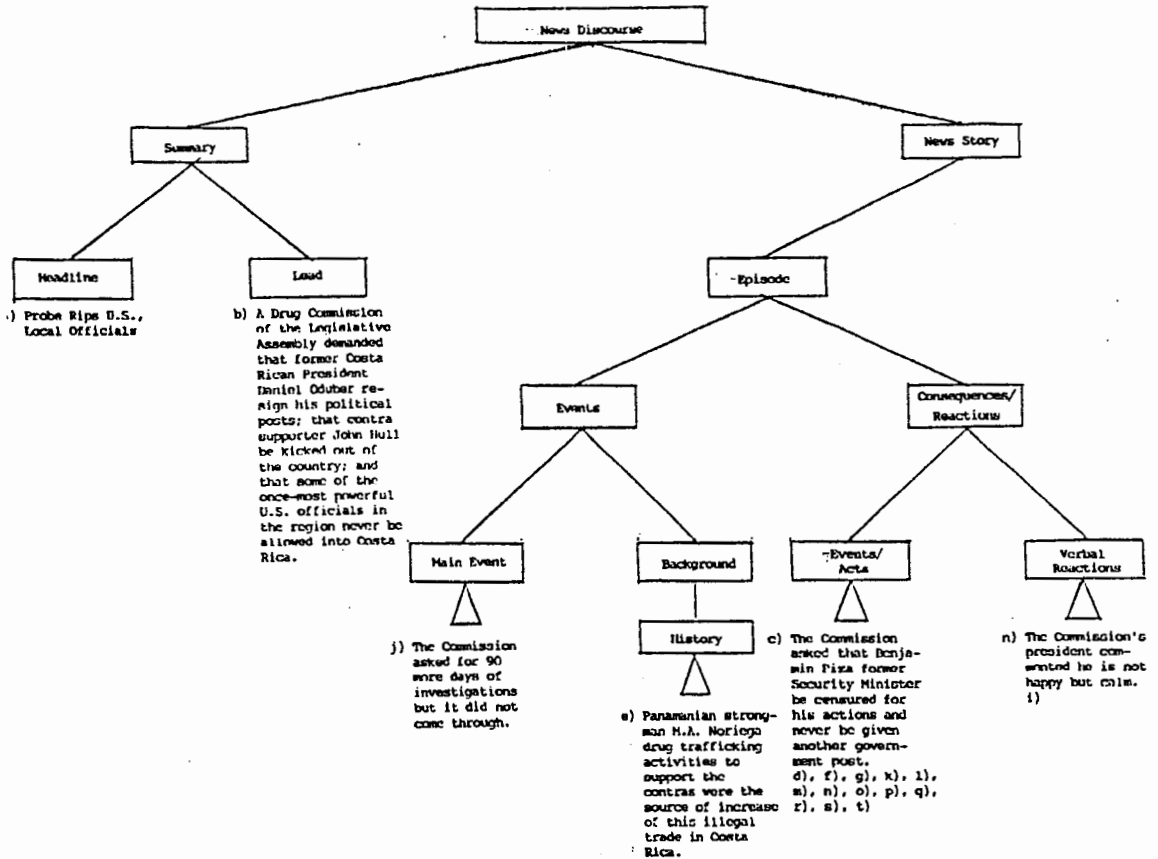 News Discourse
Summary
News Story
Headline
Lead
Episode
) Probe Rips U.S.,
Local Officials
b) A Drug Commission
of the Legislative
Assembly demanded
that former Costa
Rican President
Daniel Oduber re-
sign his political
posts; that contra
supporter John Hull
be kicked out of
the country; and
that some of the
once-most powerful
U.S. officials in
the region never be
allowed into Costa
Rica.
Events
Consequences/
Reactions
Main Event
Background
Events/
Acts
Verbal
Reactions
j) The Commission
asked for 90
more days of
investigations
but it did not
come through.
History
e) Panamanian strong-
man M.A. Noriega
drug trafficking
activities to
support the
contras were the
source of increase
of this illegal
trade in Costa
Rica.
c) The Commission
asked that Benja-
min Piza former
Security Minister
be censured for
his actions and
never be given
another govern-
ment post.
d), f), g), k), l),
m), n), o), p), q),
r), s), t)
n) The Commission's
president com-
mented he is not
happy but calm.
i)